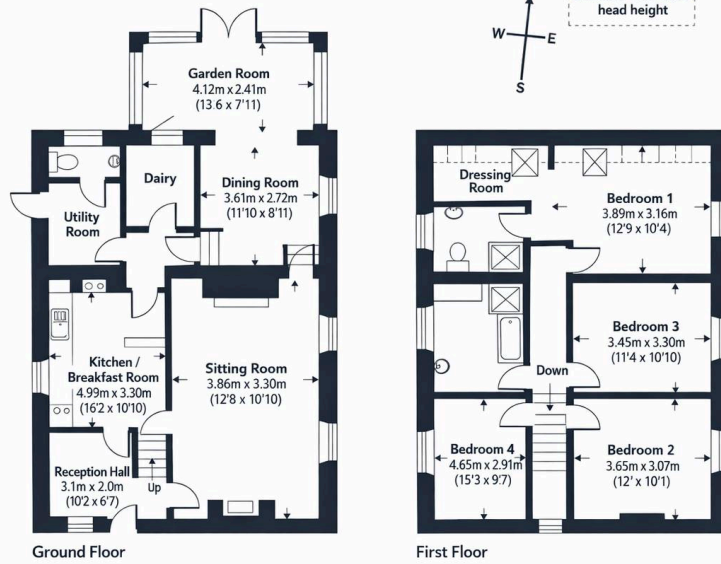 head height
W E
S
Garden Room
4.12m x 2.41m
(13 6 x 7'11)
Dairy
Dining Room
3.61m x 2.72m
(11'10 x 8'11)
Utility
Room
Kitchen /
Breakfast Room
4.99m x 3.30m
(16'2 x 10'10)
Sitting Room
3.86m x 3.30m
(12'8 x 10'10)
Reception Hall
3.1m x 2.0m
(10'2 x 6'7)
Up
Ground Floor
Dressing
Room
Bedroom 1
3.89m x 3.16m
(12'9 x 10'4)
Bedroom 3
3.45m x 3.30m
(11'4 x 10'10)
Down
Bedroom 4
4.65m x 2.91m
(15'3 x 9'7)
Bedroom 2
3.65m x 3.07m
(12' x 10'1)
First Floor